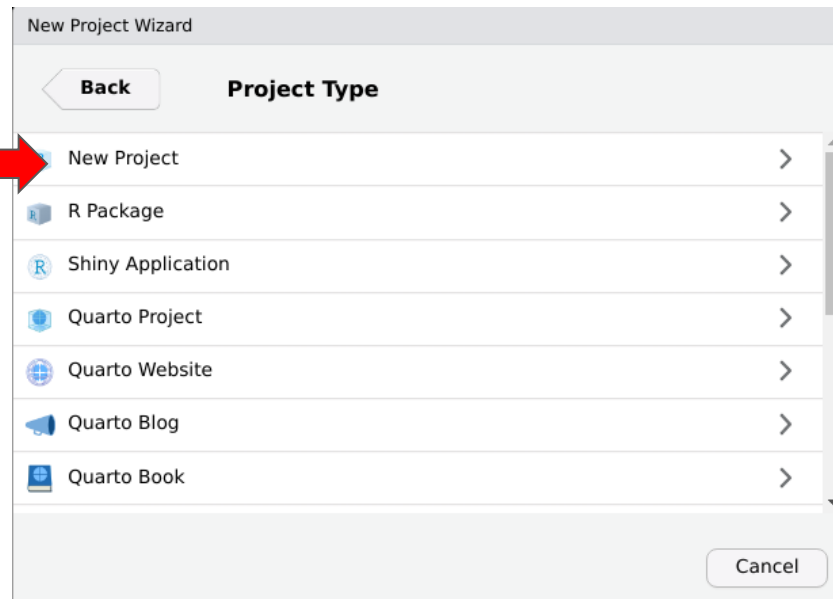 New Project Wizard
Back
Project Type
New Project
R Package
Shiny Application
Quarto Project
Quarto Website
Quarto Blog
Quarto Book
Cancel